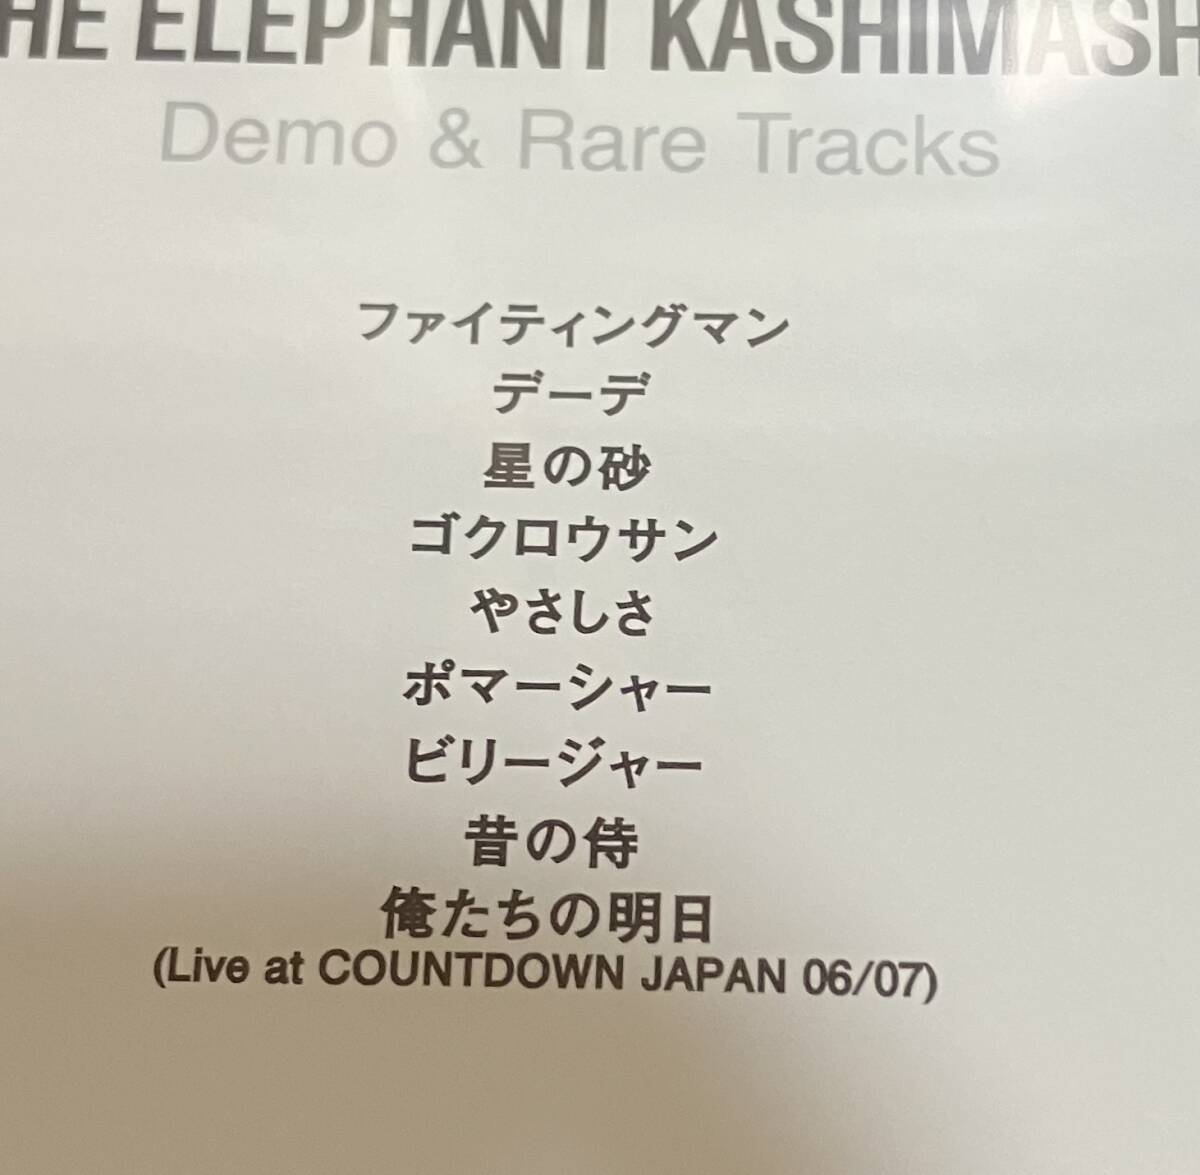 THE ELEPHANT KASHIMASHI
Demo & Rare Tracks
ファイティングマン
デーデ
星の砂
ゴクロウサン
やさしさ
ポマーシャー
ビリージャー
昔の侍
俺たちの明日
(Live at COUNTDOWN JAPAN 06/07)